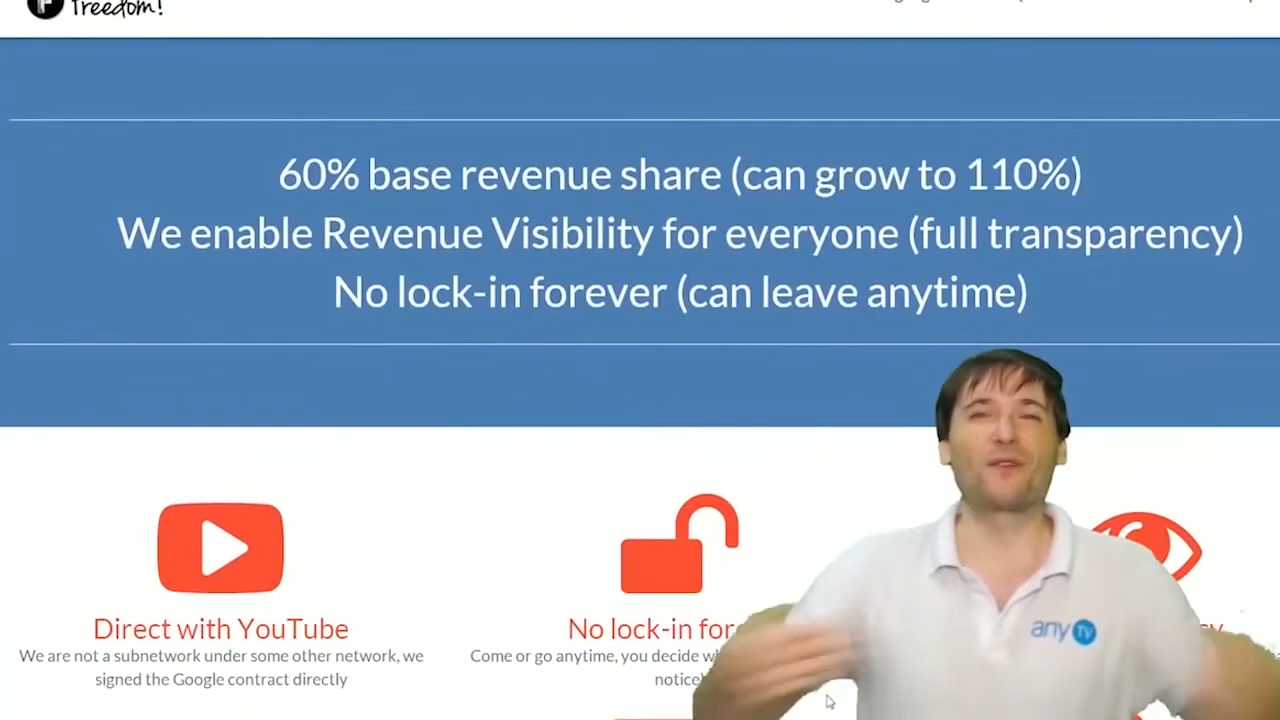 freedom!
60% base revenue share (can grow to 110%)
We enable Revenue Visibility for everyone (full transparency)
No lock-in forever (can leave anytime)
Direct with YouTube
No lock-in for
We are not a subnetwork under some other network, we
Come or go anytime, you decide
signed the Google contract directly
notice
any TV